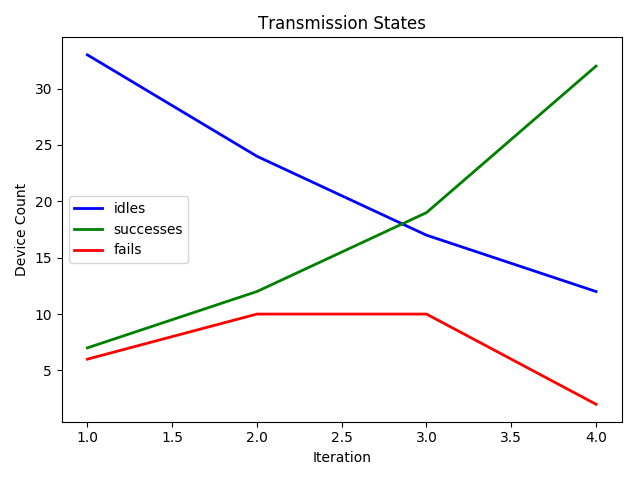 Transmission States
Device Count
30
25
20
15
10
5
idles
successes
fails
1.0 1.5 2.0 2.5 3.0 3.5 4.0
Iteration